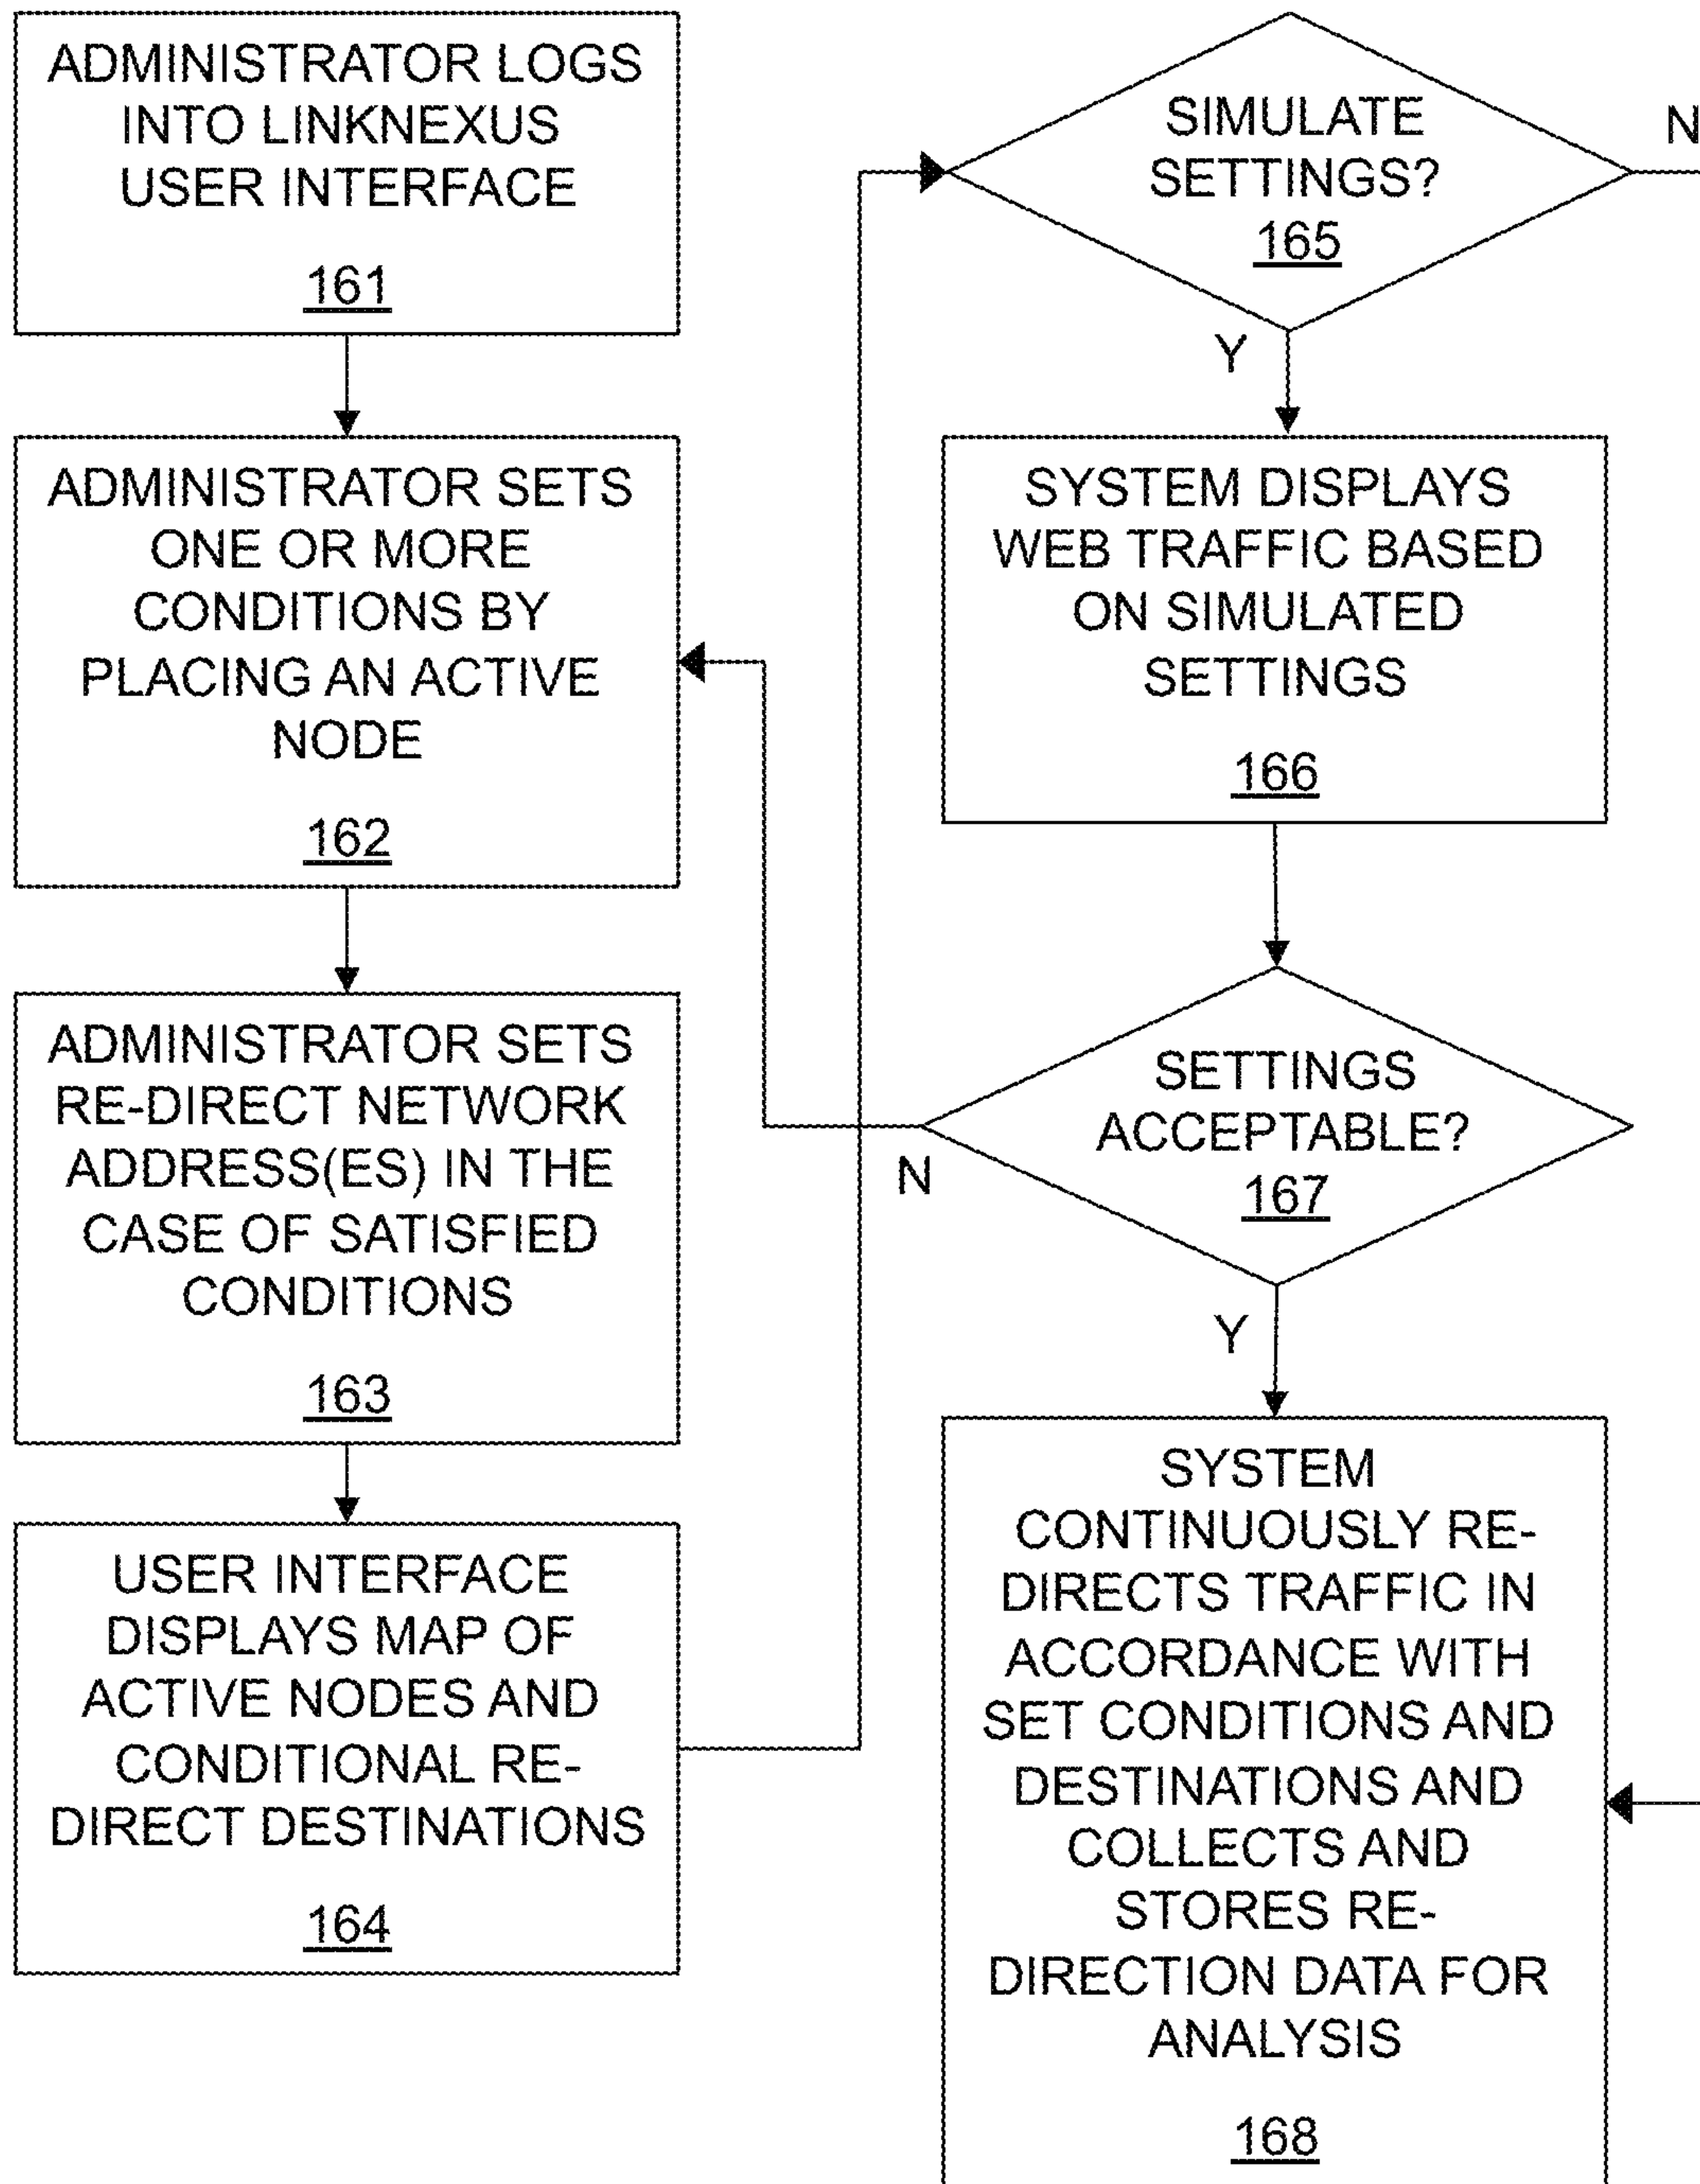 ADMINISTRATOR LOGS
INTO LINKNEXUS
USER INTERFACE
161
ADMINISTRATOR SETS
ONE OR MORE
CONDITIONS BY
PLACING AN ACTIVE
NODE
162
ADMINISTRATOR SETS
RE-DIRECT NETWORK
ADDRESS(ES) IN THE
CASE OF SATISFIED
CONDITIONS
163
USER INTERFACE
DISPLAYS MAP OF
ACTIVE NODES AND
CONDITIONAL RE-
DIRECT DESTINATIONS
164
SIMULATE
SETTINGS?
165
N
Y
SYSTEM DISPLAYS
WEB TRAFFIC BASED
ON SIMULATED
SETTINGS
166
SETTINGS
ACCEPTABLE?
167
N
Y
SYSTEM
CONTINUOUSLY RE-
DIRECTS TRAFFIC IN
ACCORDANCE WITH
SET CONDITIONS AND
DESTINATIONS AND
COLLECTS AND
STORES RE-
DIRECTION DATA FOR
ANALYSIS
168